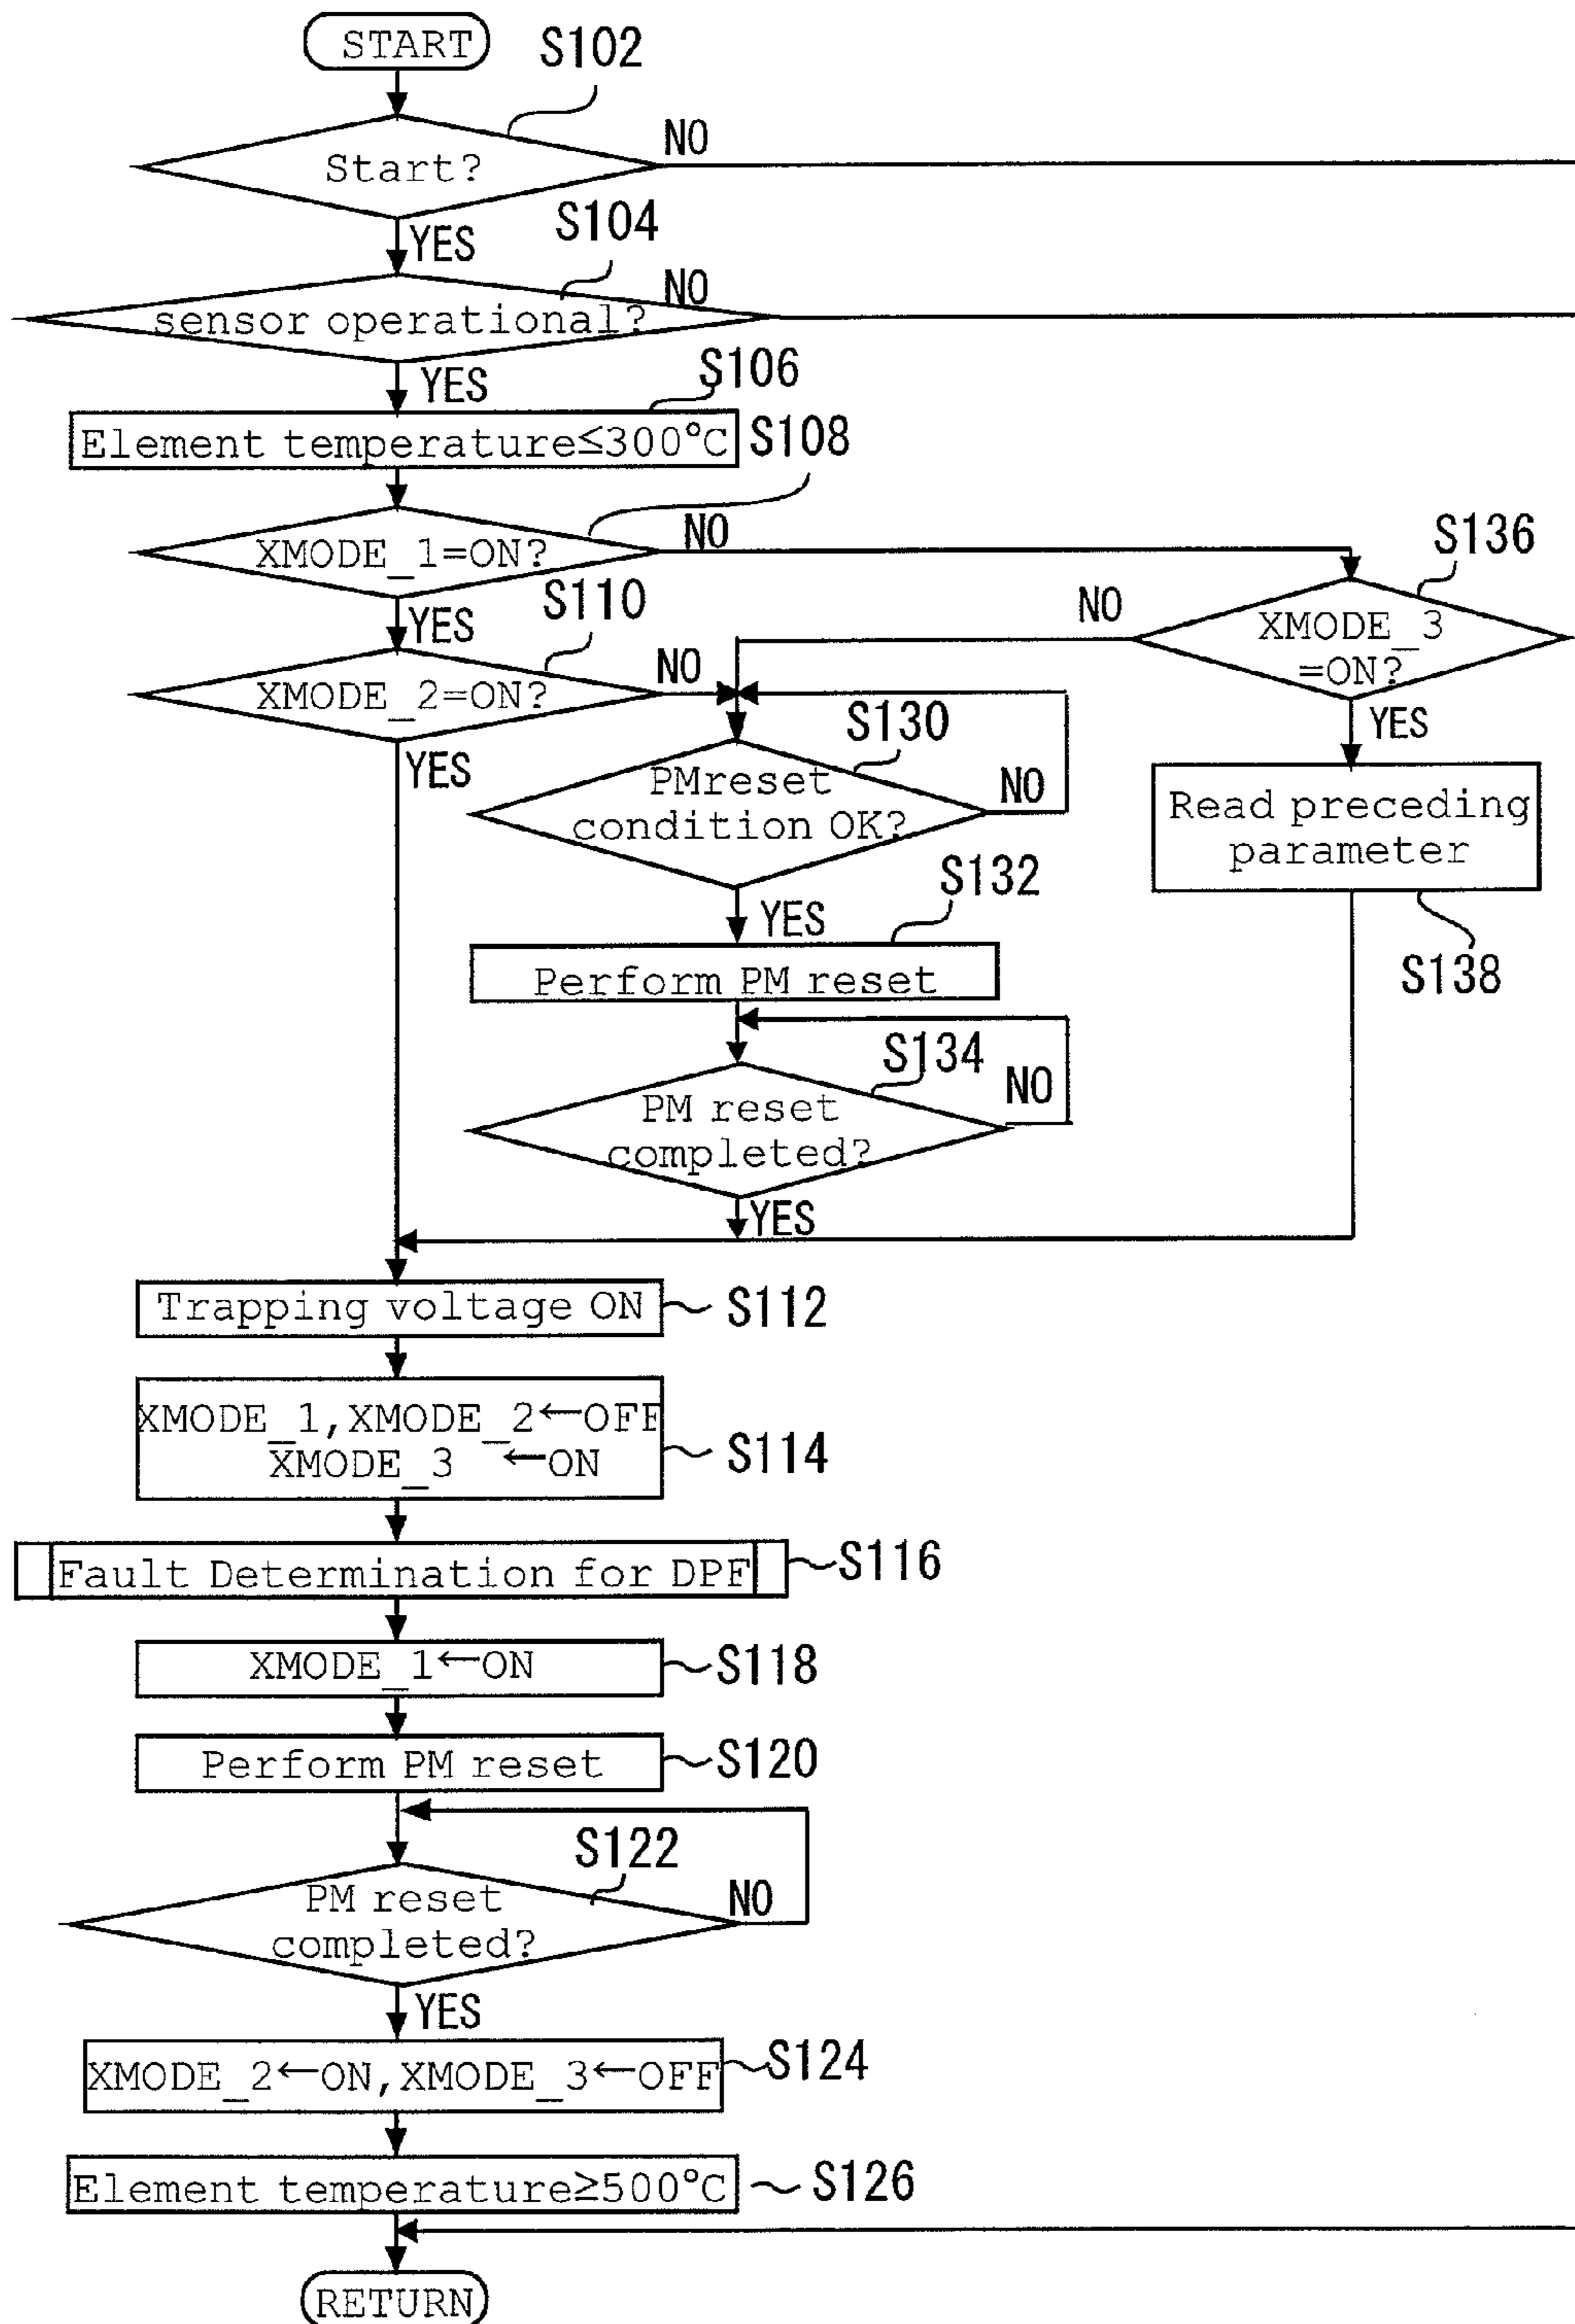 START
S102
Start?
NO
YES
S104
sensor operational?
NO
YES
S106
Element temperature≤300°C
S108
XMODE_1=ON?
NO
YES
S136
XMODE_3
=ON?
NO
YES
S110
XMODE_2=ON?
NO
YES
S130
PMreset
condition OK?
NO
YES
Read preceding
parameter
S138
S132
Perform PM reset
S134
PM reset
completed?
NO
YES
Trapping voltage ON
S112
XMODE_1,XMODE_2←OFF
XMODE_3 ←ON
S114
Fault Determination for DPF
S116
XMODE_1←ON
S118
Perform PM reset
S120
S122
PM reset
completed?
NO
YES
XMODE_2←ON,XMODE_3←OFF
S124
Element temperature≥500°C
S126
RETURN